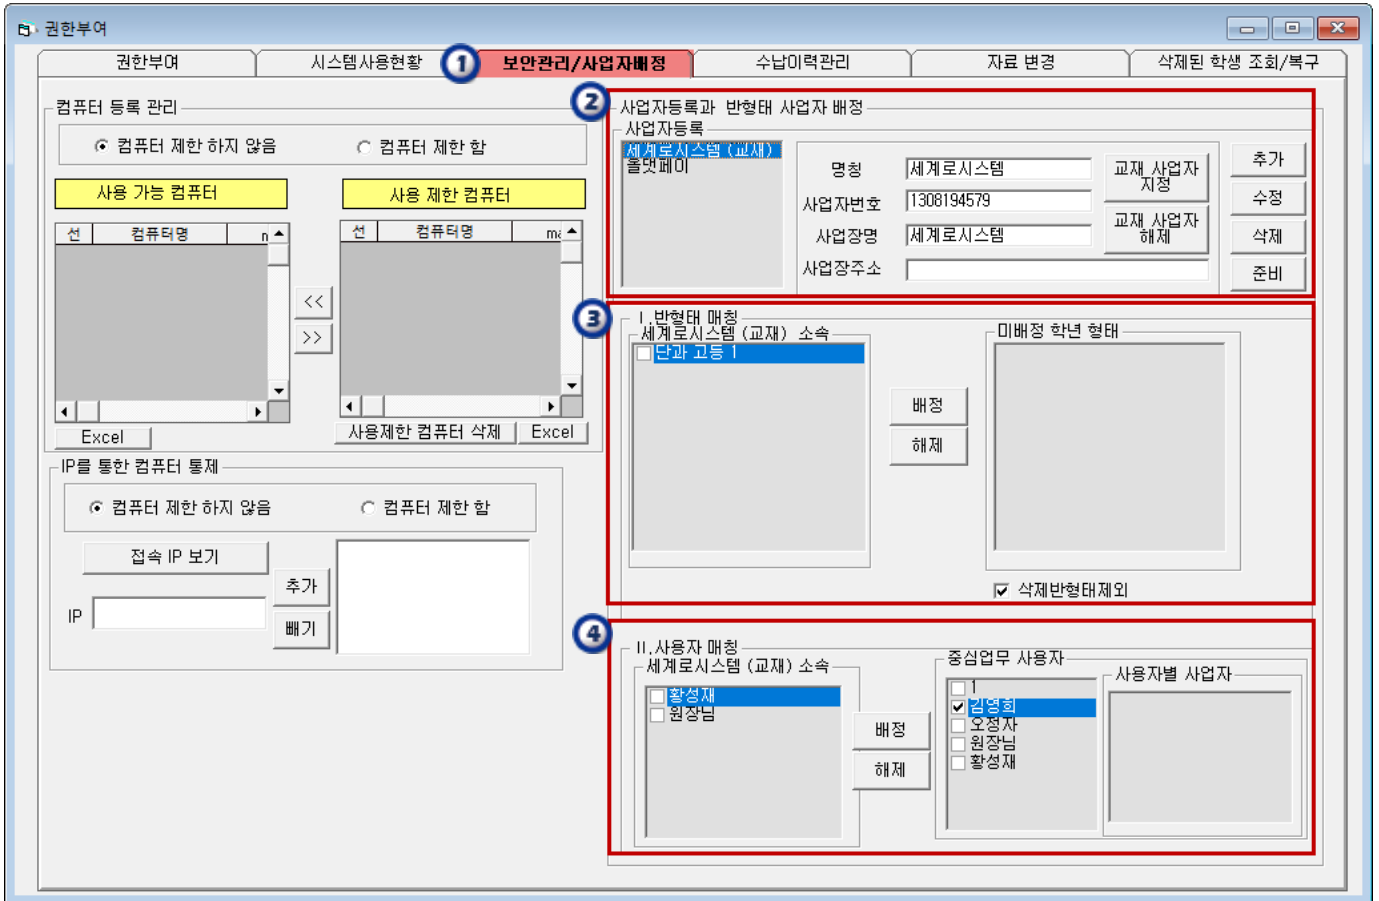 권한부여
권한부여
시스템사용현황
1
보안관리/사업자배정
수납이력관리
자료 변경
삭제된 학생 조회/복구
컴퓨터 등록 관리
컴퓨터 제한 하지 않음
컴퓨터 제한 함
사용 가능 컴퓨터
사용 제한 컴퓨터
선 컴퓨터명 n
선 컴퓨터명 ma
<<
>>
Excel
사용제한 컴퓨터 삭제
Excel
IP를 통한 컴퓨터 통제
컴퓨터 제한 하지 않음
컴퓨터 제한 함
접속 IP 보기
추가
IP
빼기
2
사업자등록과 반형태 사업자 배정
사업자등록
세계로시스템 (교재)
올댓페이
명칭 세계로시스템
사업자번호 1308194579
사업장명 세계로시스템
사업장주소
교재 사업자
지정
교재 사업자
해제
추가
수정
삭제
준비
3
I.반형태 매칭
세계로시스템 (교재) 소속
단과 고등 1
배정
해제
미배정 학년 형태
삭제반형태제외
4
II.사용자 매칭
세계로시스템 (교재) 소속
황성재
원장님
배정
해제
중심업무 사용자
1
김영희
오정자
원장님
황성재
사용자별 사업자